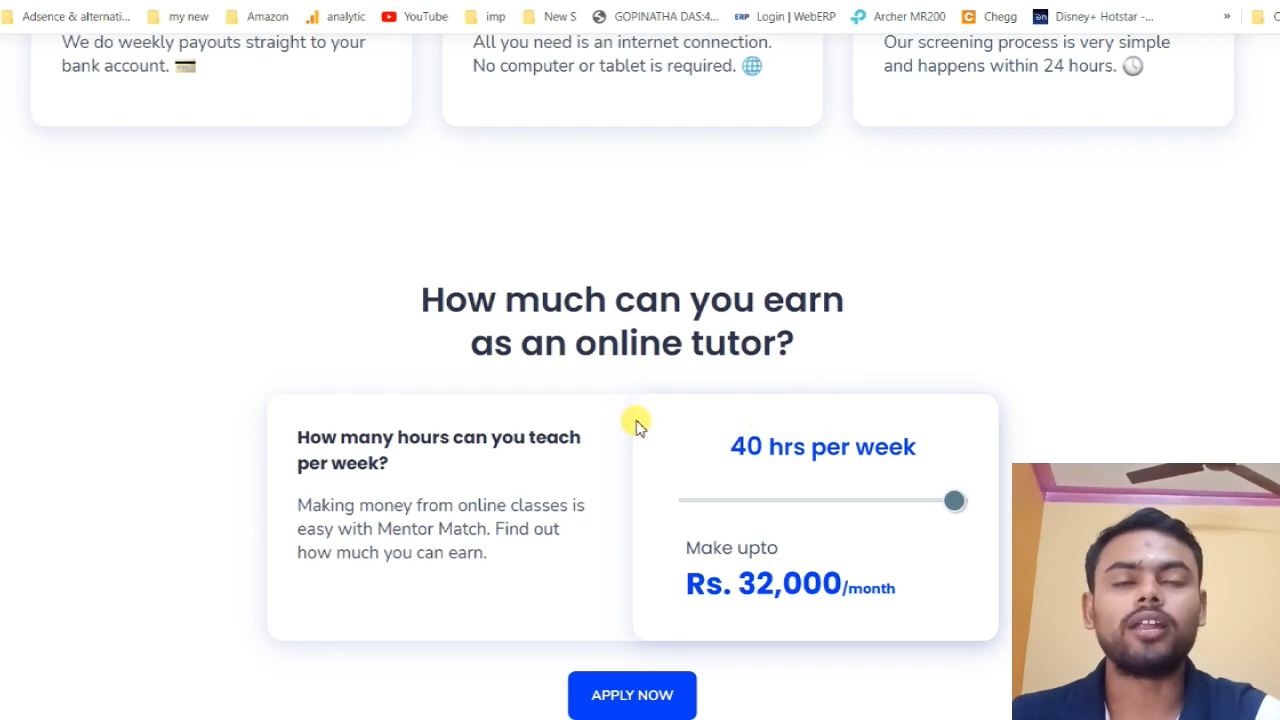 Adsence & alternati...
my new
Amazon
analytic
YouTube
imp
New S
GOPINATHA DAS:4...
ERP Login | WebERP
Archer MR200
Chegg
Disney+ Hotstar -...
»
We do weekly payouts straight to your
bank account.
All you need is an internet connection.
No computer or tablet is required.
Our screening process is very simple
and happens within 24 hours.
How much can you earn
as an online tutor?
How many hours can you teach
per week?
Making money from online classes is
easy with Mentor Match. Find out
how much you can earn.
40 hrs per week
Make upto
Rs. 32,000/month
APPLY NOW